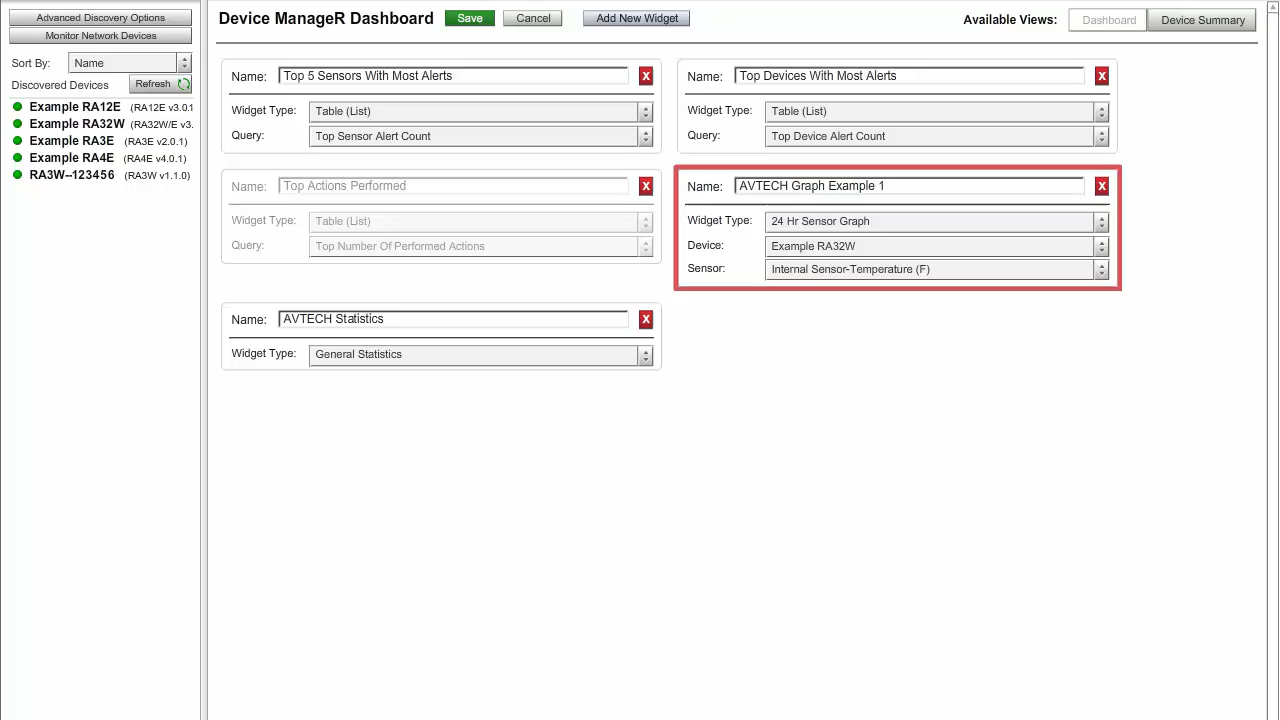 Advanced Discovery Options
Monitor Network Devices
Sort By: Name
Discovered Devices Refresh
Example RA12E (RA12E v3.0.1
Example RA32W (RA32W/E v3.
Example RA3E (RA3E v2.0.1)
Example RA4E (RA4E v4.0.1)
RA3W--123456 (RA3W v1.1.0)
Device ManageR Dashboard Save Cancel Add New Widget Available Views: Dashboard Device Summary
Name: Top 5 Sensors With Most Alerts X
Widget Type: Table (List)
Query: Top Sensor Alert Count
Name: Top Devices With Most Alerts X
Widget Type: Table (List)
Query: Top Device Alert Count
Name: Top Actions Performed X
Widget Type: Table (List)
Query: Top Number Of Performed Actions
Name: AVTECH Graph Example 1 X
Widget Type: 24 Hr Sensor Graph
Device: Example RA32W
Sensor: Internal Sensor-Temperature (F)
Name: AVTECH Statistics X
Widget Type: General Statistics